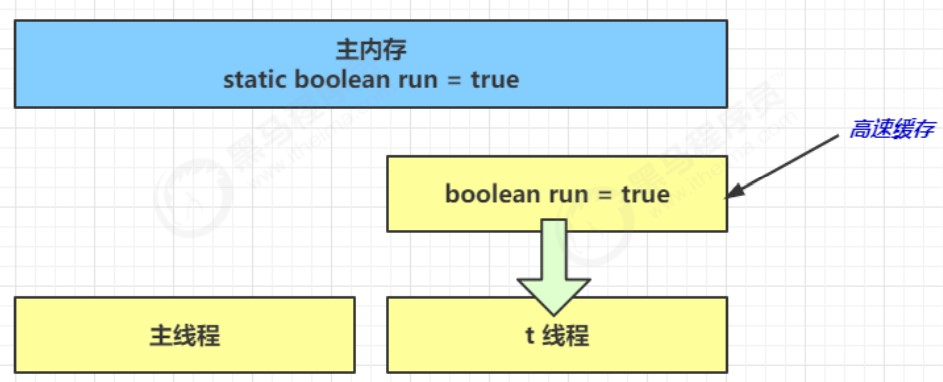 主内存
static boolean run = true
高速缓存
boolean run = true
主线程
t 线程
黑马程序员
www.itheima.com
黑马程序员
www.itheima.com